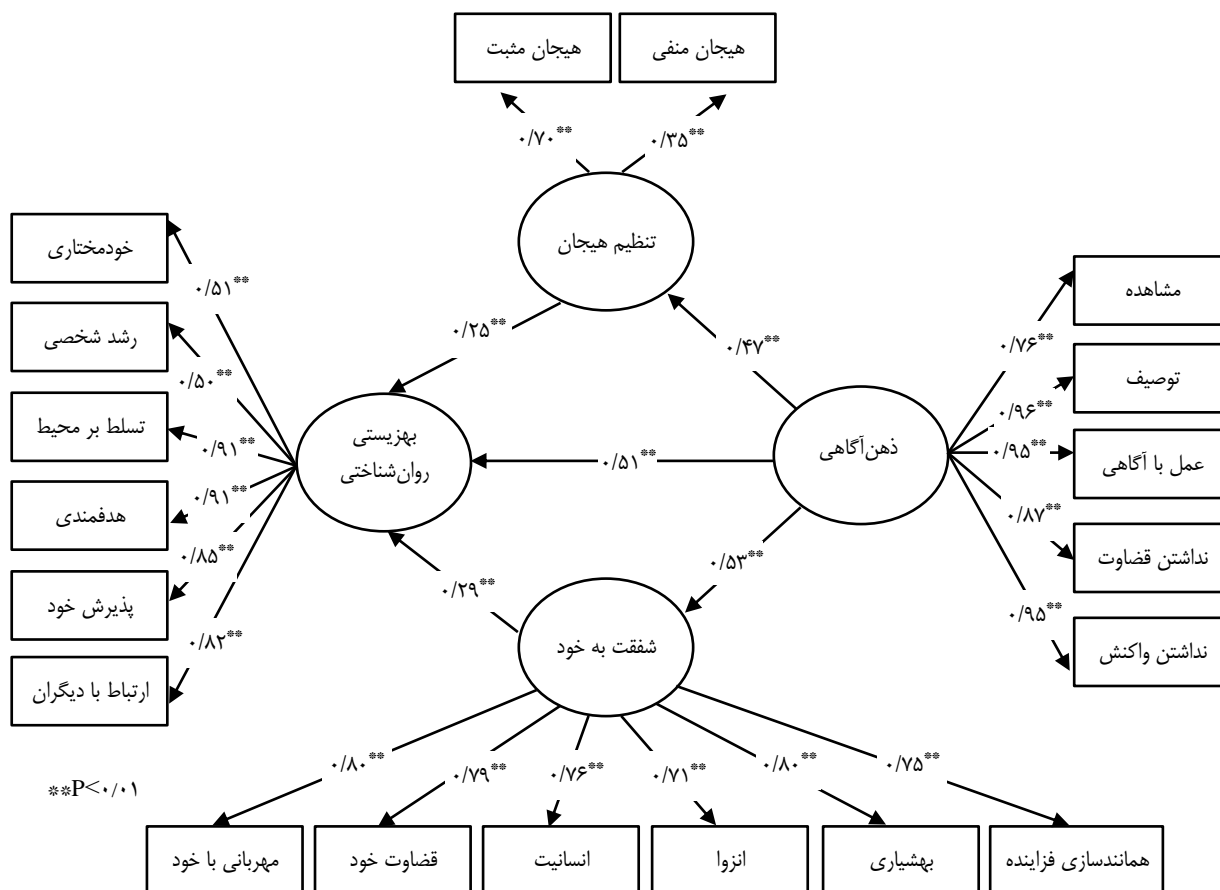 هیجان منفی
هیجان مثبت
۰/۳۵**
۰/۷۰**
تنظیم هیجان
خودمختاری
رشد شخصی
تسلط بر محیط
هدفمندی
پذیرش خود
ارتباط با دیگران
۰/۵۱**
۰/۵۰**
۰/۹۱**
۰/۹۱**
۰/۸۵**
۰/۸۲**
بهزیستی
روان‌شناختی
۰/۲۵**
۰/۴۷**
۰/۵۱**
۰/۵۳**
۰/۲۹**
ذهن‌آگاهی
مشاهده
توصیف
عمل با آگاهی
نداشتن قضاوت
نداشتن واکنش
۰/۷۶**
۰/۹۶**
۰/۹۵**
۰/۸۷**
۰/۹۵**
شفقت به خود
۰/۷۵**
۰/۸۰**
۰/۷۱**
۰/۷۶**
۰/۷۹**
۰/۸۰**
همانندسازی فزاینده
بهشیاری
انزوا
انسانیت
قضاوت خود
مهربانی با خود
**P<۰/۰۱